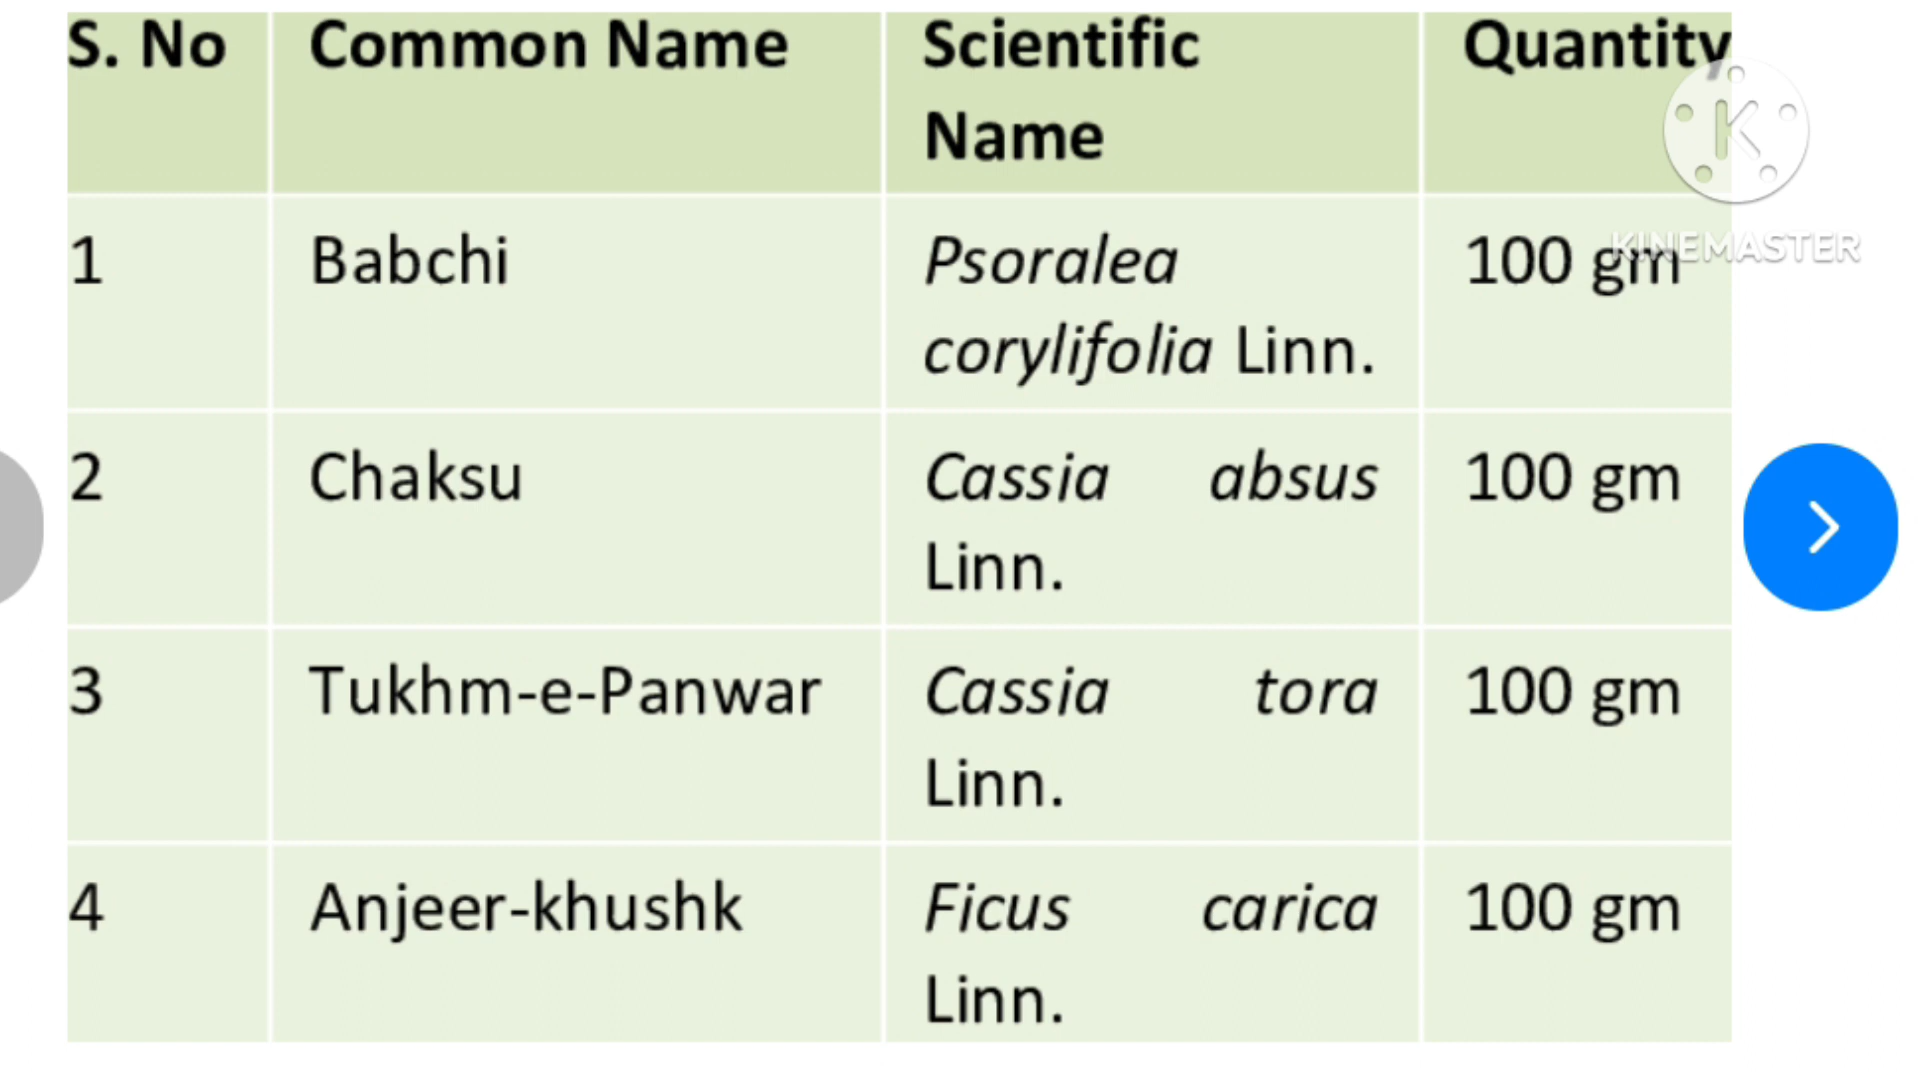 S. No Common Name Scientific Name Quantity
KINEMASTER
1 Babchi Psoralea corylifolia Linn. 100 gm
2 Chaksu Cassia absus Linn. 100 gm
3 Tukhm-e-Panwar Cassia tora Linn. 100 gm
4 Anjeer-khushk Ficus carica Linn. 100 gm